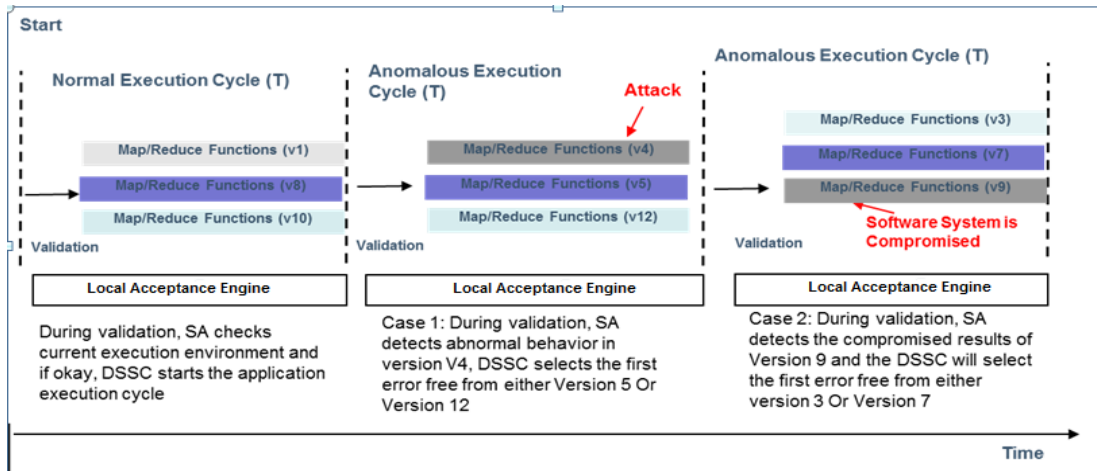 Start
Normal Execution Cycle (T)
Map/Reduce Functions (v1)
Map/Reduce Functions (v8)
Map/Reduce Functions (v10)
Validation
Local Acceptance Engine
During validation, SA checks
current execution environment and
if okay, DSSC starts the application
execution cycle
Anomalous Execution
Cycle (T)
Attack
Map/Reduce Functions (v4)
Map/Reduce Functions (v5)
Map/Reduce Functions (v12)
Validation
Local Acceptance Engine
Case 1: During validation, SA
detects abnormal behavior in
version V4, DSSC selects the first
error free from either Version 5 Or
Version 12
Anomalous Execution Cycle (T)
Map/Reduce Functions (v3)
Map/Reduce Functions (v7)
Map/Reduce Functions (v9)
Software System is
Compromised
Validation
Local Acceptance Engine
Case 2: During validation, SA
detects the compromised results of
Version 9 and the DSSC will select
the first error free from either
version 3 Or Version 7
Time